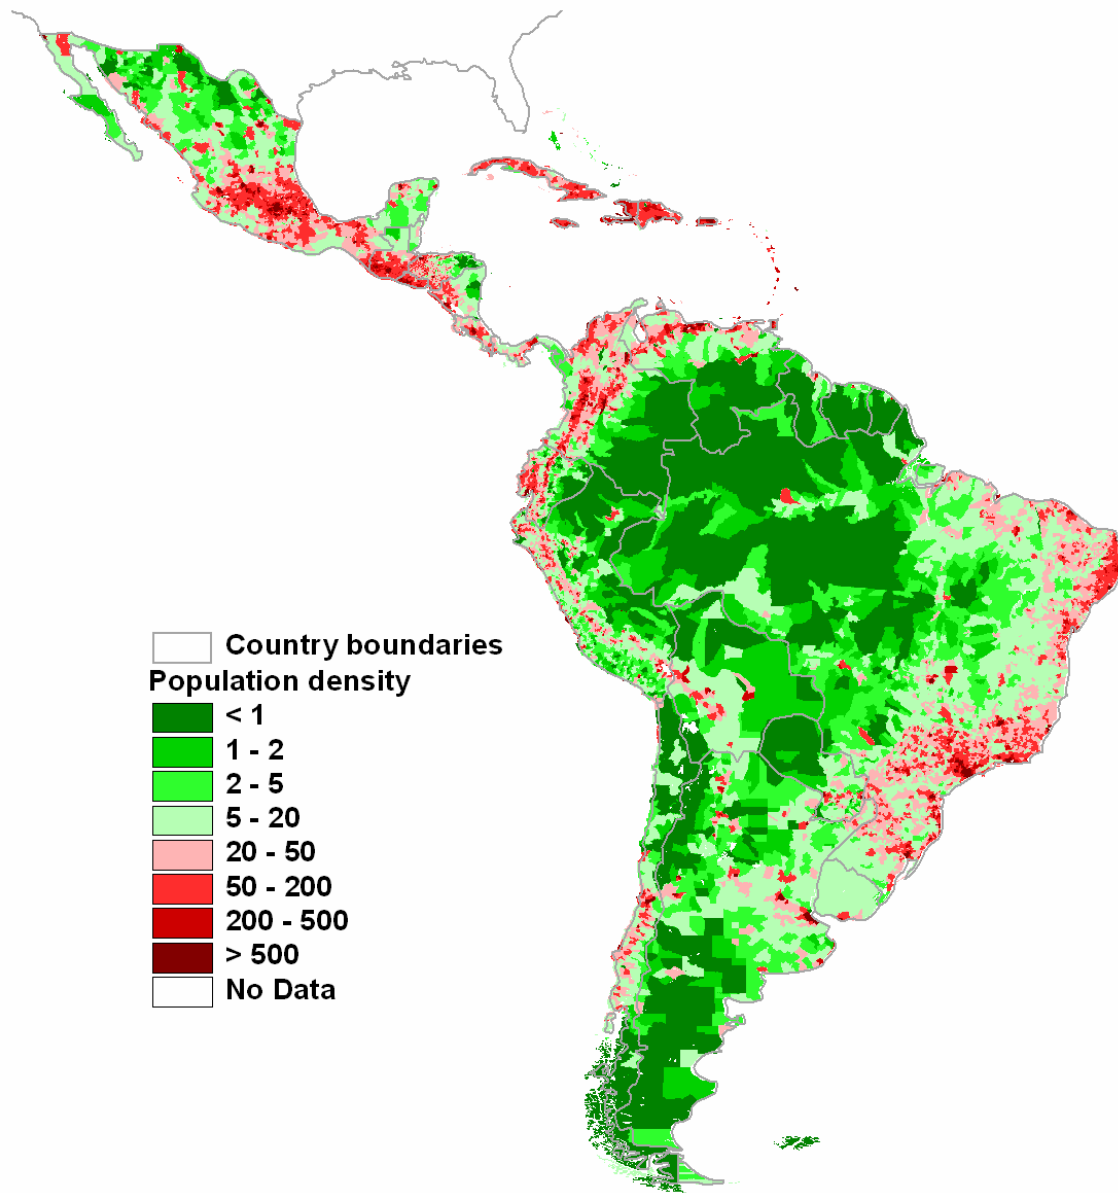 Country boundaries
Population density
< 1
1 - 2
2 - 5
5 - 20
20 - 50
50 - 200
200 - 500
> 500
No Data